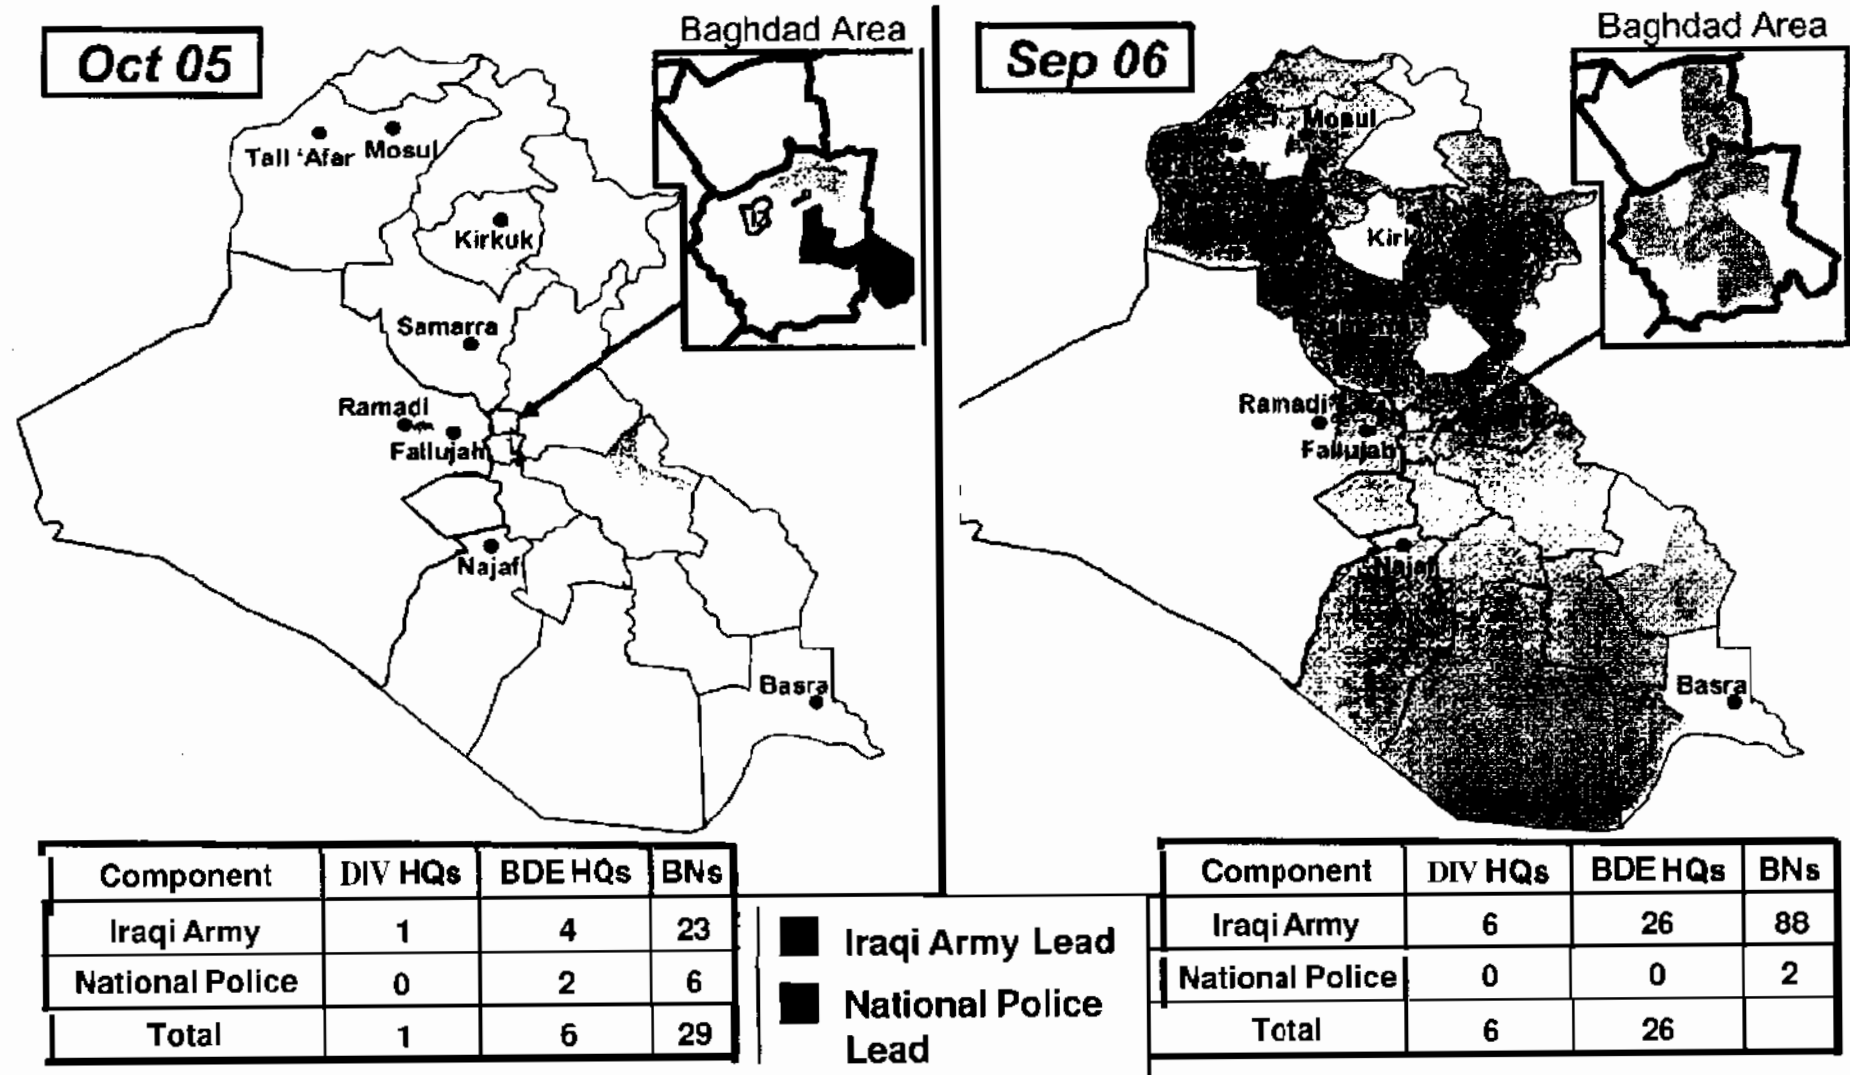 Oct 05
Baghdad Area
Tall 'Afar
Mosul
Kirkuk
Samarra
Ramadi
Fallujah
Najaf
Basra
Component DIV HQs BDE HQs BNs
Iraqi Army 1 4 23
National Police 0 2 6
Total 1 6 29
Iraqi Army Lead
National Police
Lead
Sep 06
Baghdad Area
Mosul
Afar
Kirk
Ramadi
Fallujah
Najaf
Basra
Component DIV HQs BDE HQs BNs
Iraqi Army 6 26 88
National Police 0 0 2
Total 6 26